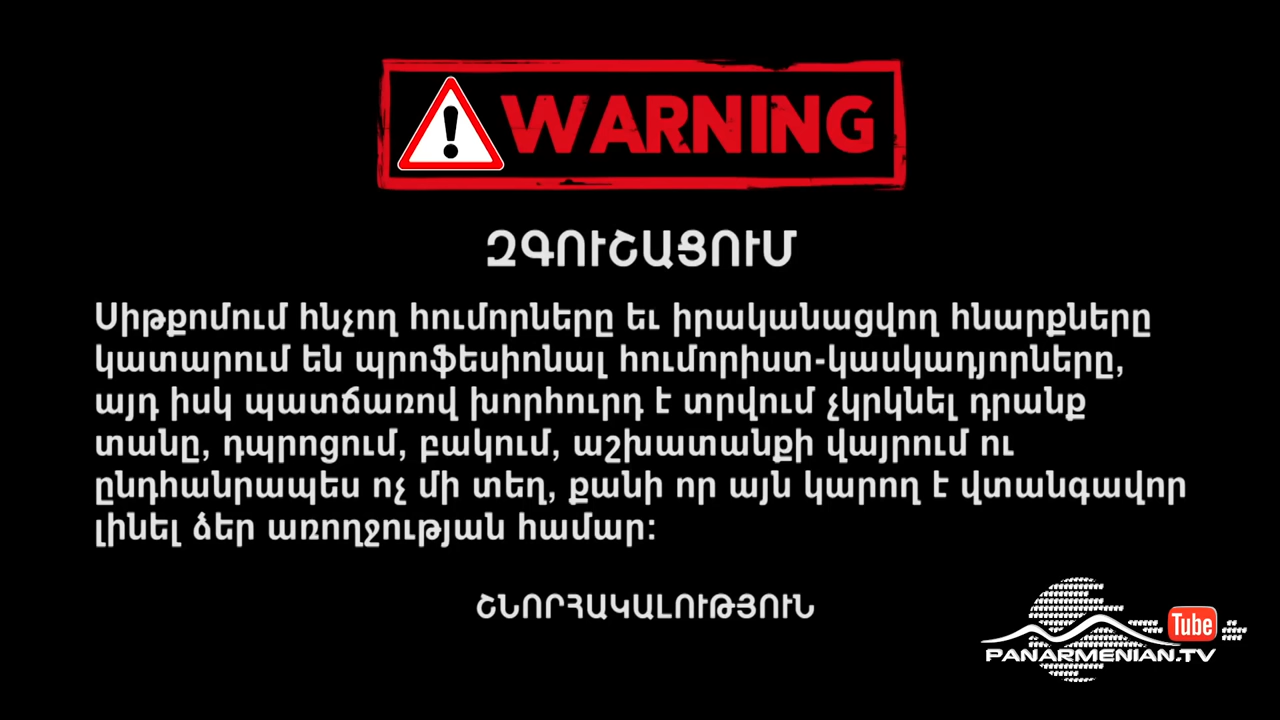 WARNING
ԶԳՈՒՇԱՑՈՒՄ
Սիթքոմում հնչող հումորները եւ իրականացվող հնարքները
կատարում են պրոֆեսիոնալ հումորիստ-կասկադյորները,
այդ իսկ պատճառով խորհուրդ է տրվում չկրկնել դրանք
տանը, դպրոցում, բակում, աշխատանքի վայրում ու
ընդհանրապես ոչ մի տեղ, քանի որ այն կարող է վտանգավոր
լինել ձեր առողջության համար:
ՇՆՈՐՀԱԿԱԼՈՒԹՅՈՒՆ
Tube
PANARMENIAN.TV